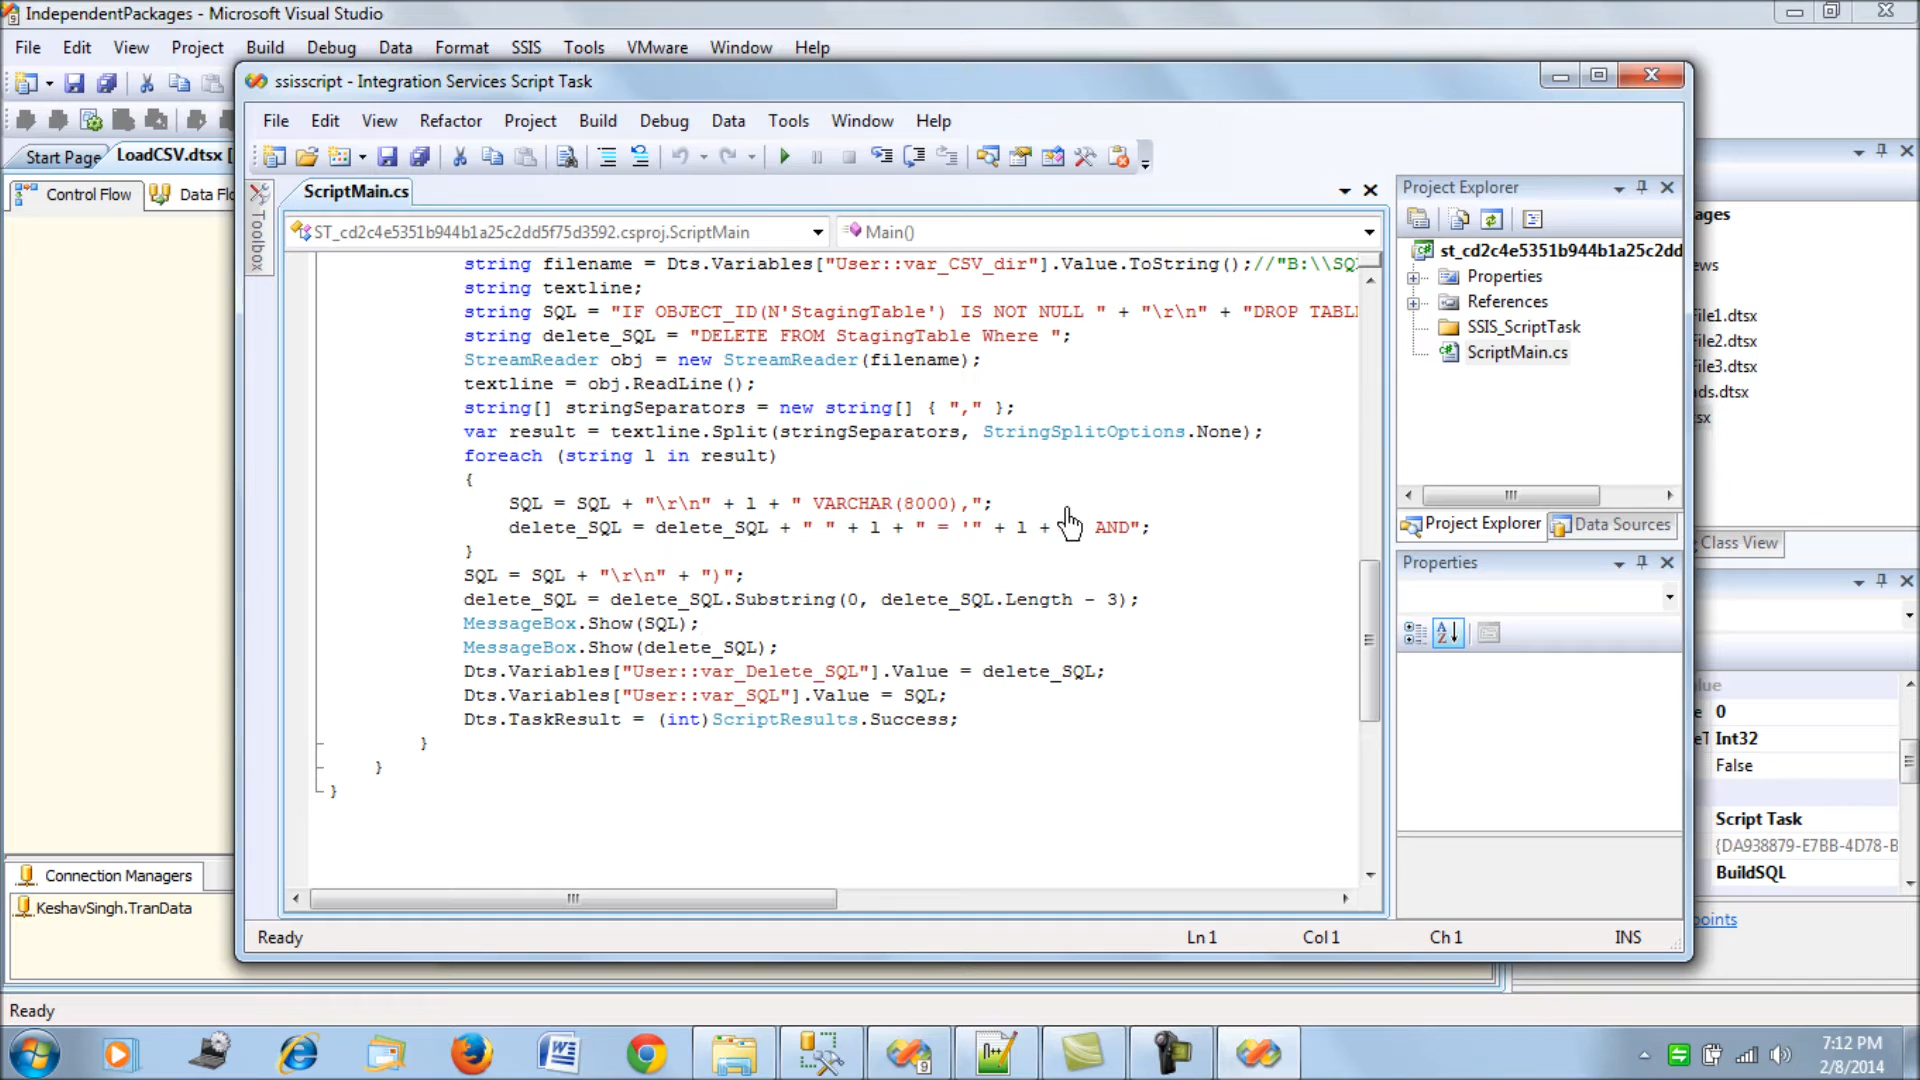 IndependentPackages - Microsoft Visual Studio
File Edit View Project Build Debug Data Format SSIS Tools VMware Window Help
ssisscript - Integration Services Script Task
File Edit View Refactor Project Build Debug Data Tools Window Help
Start Page LoadCSV.dtsx [
Control Flow Data Flo
Toolbox
ScriptMain.cs
ST_cd2c4e5351b944b1a25c2dd5f75d3592.csproj.ScriptMain Main()
string filename = Dts.Variables["User::var_CSV_dir"].Value.ToString();//"B:\\SQ
string textline;
string SQL = "IF OBJECT_ID(N'StagingTable') IS NOT NULL " + "\r\n" + "DROP TABL
string delete_SQL = "DELETE FROM StagingTable Where ";
StreamReader obj = new StreamReader(filename);
textline = obj.ReadLine();
string[] stringSeparators = new string[] { "," };
var result = textline.Split(stringSeparators, StringSplitOptions.None);
foreach (string l in result)
{
SQL = SQL + "\r\n" + l + " VARCHAR(8000),";
delete_SQL = delete_SQL + " " + l + " = '" + l + AND";
}
SQL = SQL + "\r\n" + ")";
delete_SQL = delete_SQL.Substring(0, delete_SQL.Length - 3);
MessageBox.Show(SQL);
MessageBox.Show(delete_SQL);
Dts.Variables["User::var_Delete_SQL"].Value = delete_SQL;
Dts.Variables["User::var_SQL"].Value = SQL;
Dts.TaskResult = (int)ScriptResults.Success;
}
}
}
Project Explorer
st_cd2c4e5351b944b1a25c2dd
Properties
References
SSIS_ScriptTask
ScriptMain.cs
Project Explorer Data Sources
Properties
ages
ews
File1.dtsx
File2.dtsx
File3.dtsx
ds.dtsx
sx
Class View
alue
e 0
eT Int32
False
Script Task
{DA938879-E7BB-4D78-B
BuildSQL
points
Connection Managers
KeshavSingh.TranData
Ready Ln 1 Col 1 Ch 1 INS
Ready
7:12 PM
2/8/2014